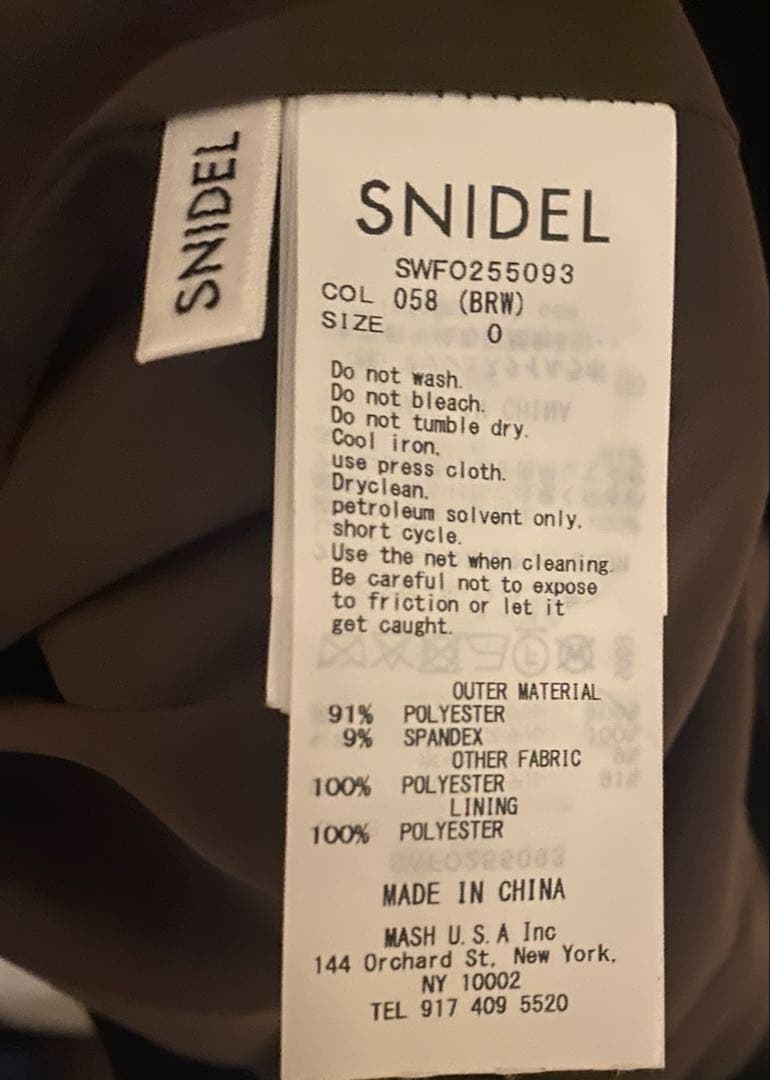 SNIDEL
SNIDEL
SWFO255093
COL 058 (BRW)
SIZE 0
Do not wash.
Do not bleach.
Do not tumble dry.
Cool iron.
use press cloth.
Dryclean.
petroleum solvent only.
short cycle.
Use the net when cleaning.
Be careful not to expose
to friction or let it
get caught.
OUTER MATERIAL
91% POLYESTER
9% SPANDEX
OTHER FABRIC
100% POLYESTER
LINING
100% POLYESTER
MADE IN CHINA
MASH U.S.A Inc
144 Orchard St. New York.
NY 10002
TEL 917 409 5520